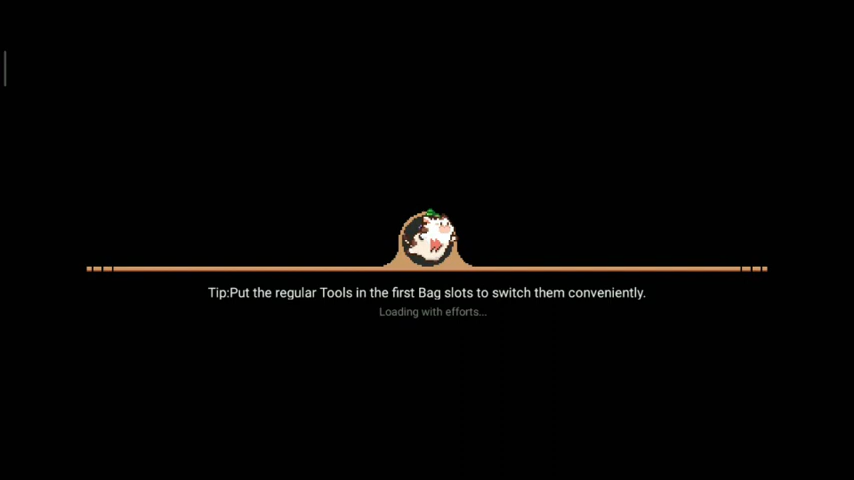 Tip:Put the regular Tools in the first Bag slots to switch them conveniently.
Loading with efforts...